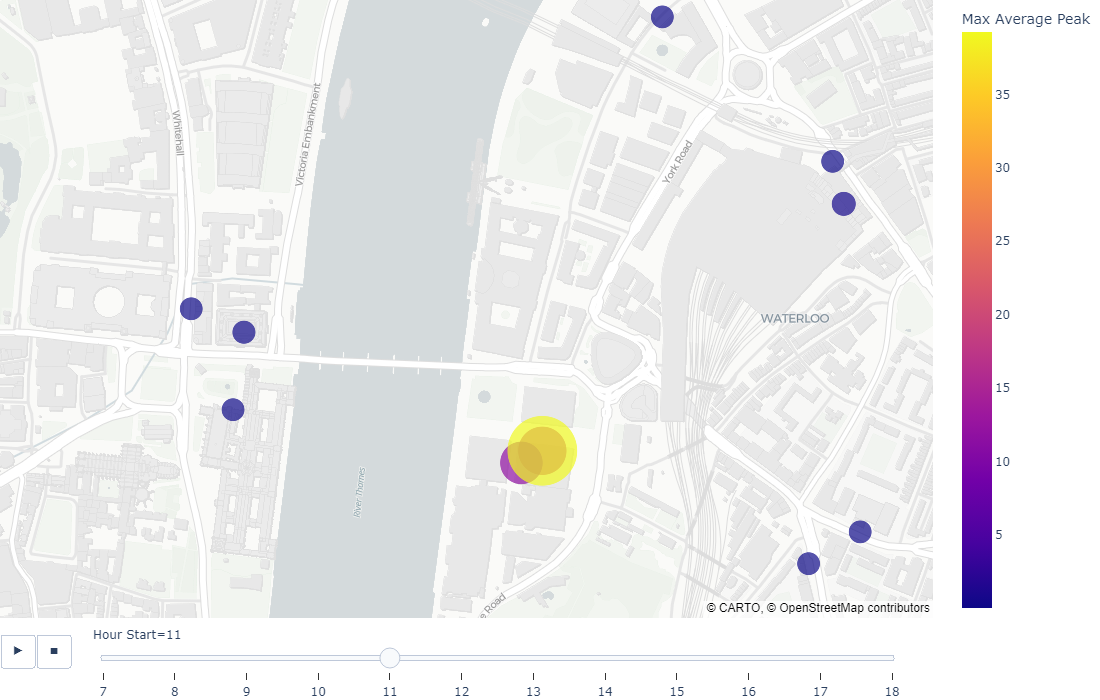 Max Average Peak
35
30
25
20
15
10
5
Whitehall
Victoria Embankment
York Road
WATERLOO
River Thames
e Road
© CARTO, © OpenStreetMap contributors
Hour Start=11
7 8 9 10 11 12 13 14 15 16 17 18